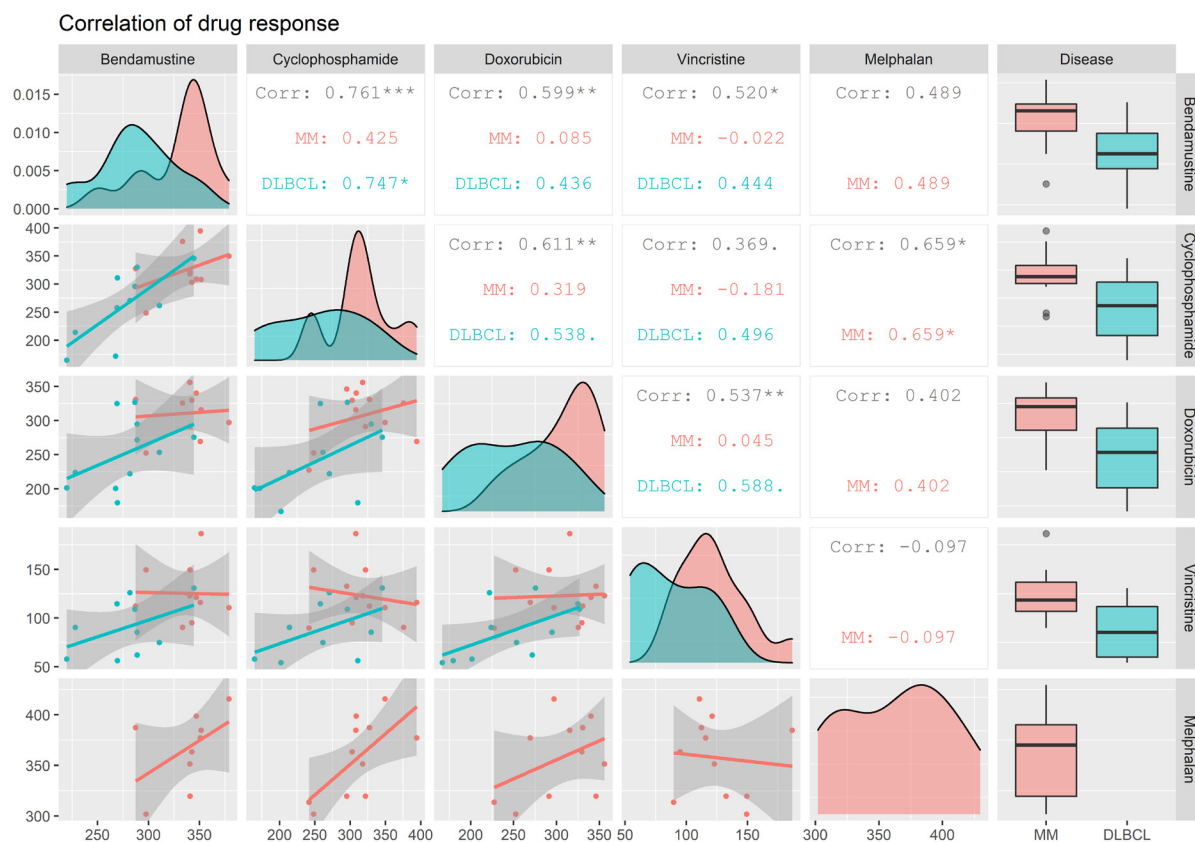 Correlation of drug response
Bendamustine Cyclophosphamide Doxorubicin Vincristine Melphalan Disease
0.015
0.010
0.005
0.000
Corr: 0.761***
MM: 0.425
DLBCL: 0.747*
Corr: 0.599**
MM: 0.085
DLBCL: 0.436
Corr: 0.520*
MM: -0.022
DLBCL: 0.444
Corr: 0.489
MM: 0.489
Bendamustine
400
350
300
250
200
Corr: 0.611**
MM: 0.319
DLBCL: 0.538.
Corr: 0.369.
MM: -0.181
DLBCL: 0.496
Corr: 0.659*
MM: 0.659*
Cyclophosphamide
350
300
250
200
Corr: 0.537**
MM: 0.045
DLBCL: 0.588.
Corr: 0.402
MM: 0.402
Doxorubicin
150
100
50
Corr: -0.097
MM: -0.097
Vincristine
400
350
300
Melphalan
250 300 350
200 250 300 350 400
200 250 300 350
50 100 150
300 350 400
MM DLBCL